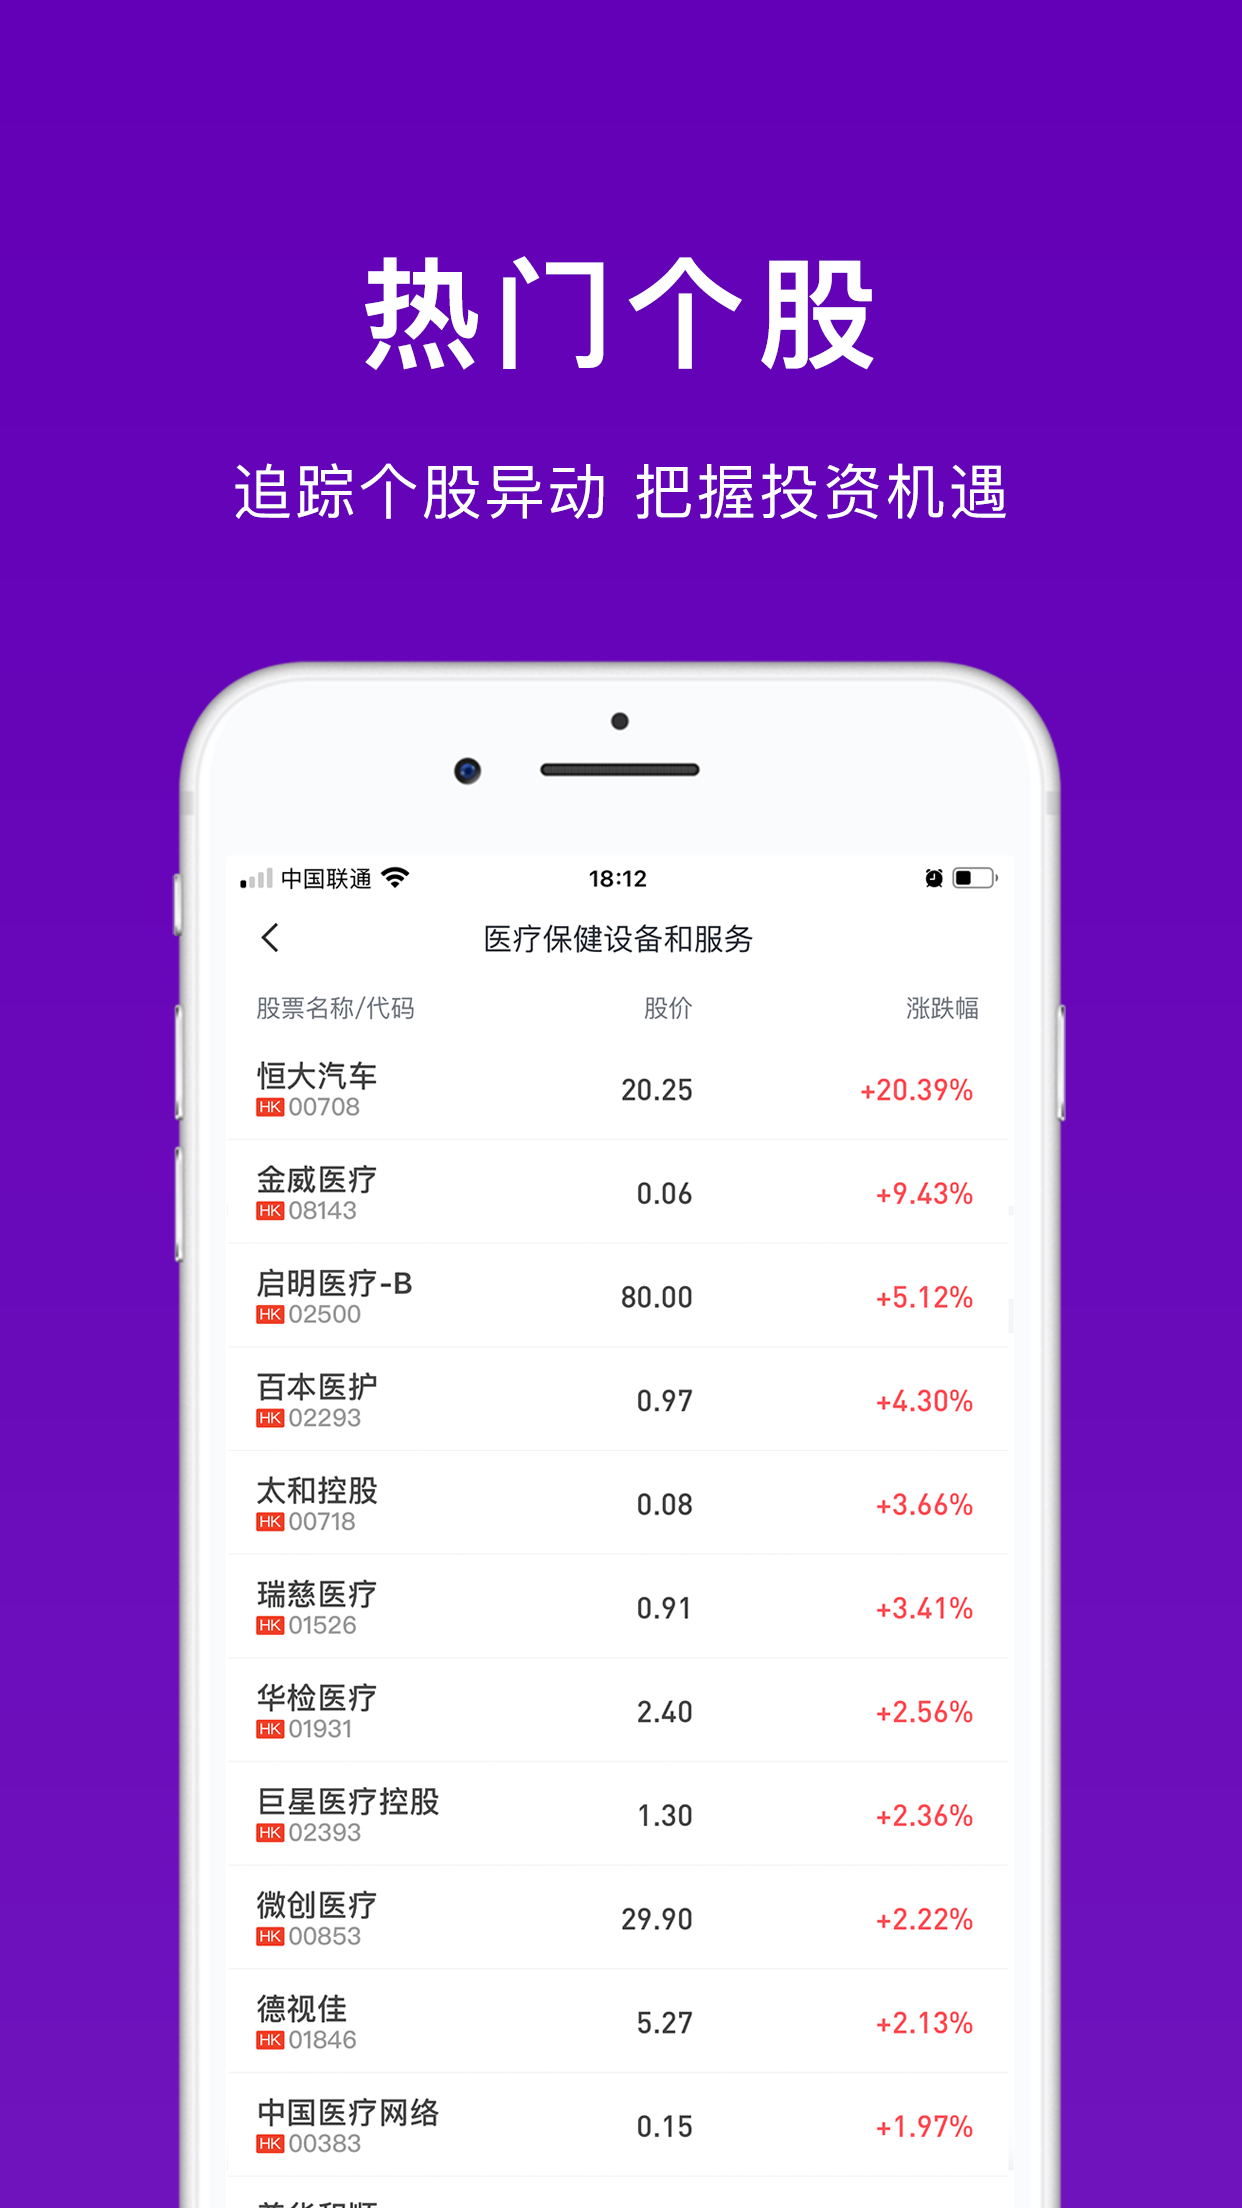 热门个股
追踪个股异动 把握投资机遇
中国联通 18:12
医疗保健设备和服务
股票名称/代码 股价 涨跌幅
恒大汽车
HK 00708 20.25 +20.39%
金威医疗
HK 08143 0.06 +9.43%
启明医疗-B
HK 02500 80.00 +5.12%
百本医护
HK 02293 0.97 +4.30%
太和控股
HK 00718 0.08 +3.66%
瑞慈医疗
HK 01526 0.91 +3.41%
华检医疗
HK 01931 2.40 +2.56%
巨星医疗控股
HK 02393 1.30 +2.36%
微创医疗
HK 00853 29.90 +2.22%
德视佳
HK 01846 5.27 +2.13%
中国医疗网络
HK 00383 0.15 +1.97%